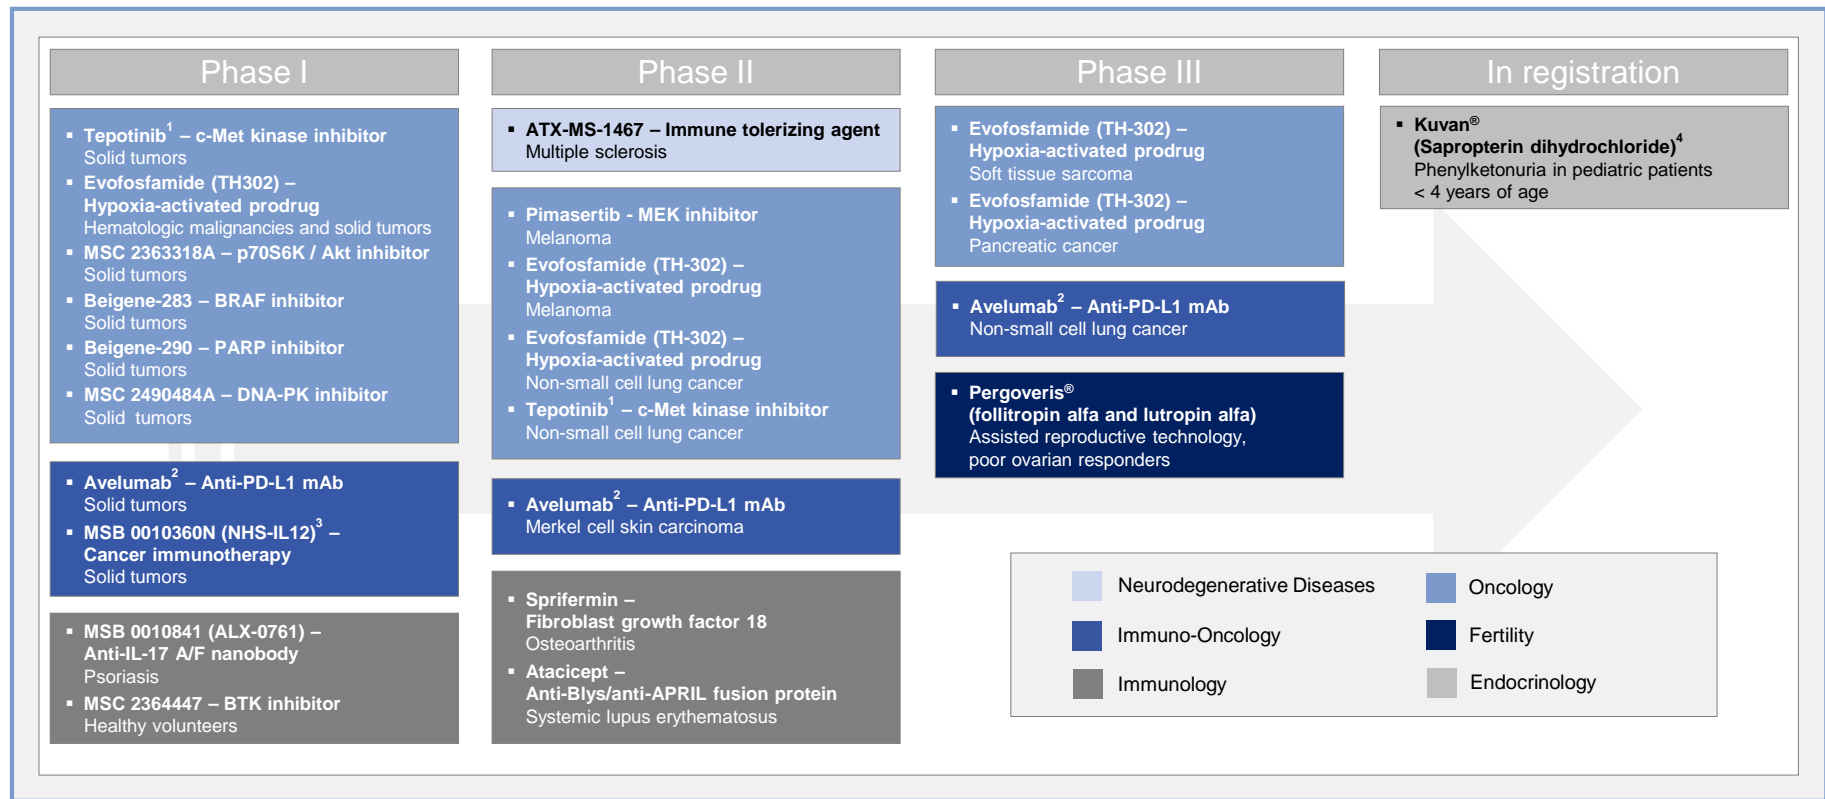 Phase I
▪ Tepotinib¹ – c-Met kinase inhibitor
Solid tumors
▪ Evofosfamide (TH302) –
Hypoxia-activated prodrug
Hematologic malignancies and solid tumors
▪ MSC 2363318A – p70S6K / Akt inhibitor
Solid tumors
▪ Beigene-283 – BRAF inhibitor
Solid tumors
▪ Beigene-290 – PARP inhibitor
Solid tumors
▪ MSC 2490484A – DNA-PK inhibitor
Solid tumors
▪ Avelumab² – Anti-PD-L1 mAb
Solid tumors
▪ MSB 0010360N (NHS-IL12)³ –
Cancer immunotherapy
Solid tumors
▪ MSB 0010841 (ALX-0761) –
Anti-IL-17 A/F nanobody
Psoriasis
▪ MSC 2364447 – BTK inhibitor
Healthy volunteers
Phase II
▪ ATX-MS-1467 – Immune tolerizing agent
Multiple sclerosis
▪ Pimasertib - MEK inhibitor
Melanoma
▪ Evofosfamide (TH-302) –
Hypoxia-activated prodrug
Melanoma
▪ Evofosfamide (TH-302) –
Hypoxia-activated prodrug
Non-small cell lung cancer
▪ Tepotinib¹ – c-Met kinase inhibitor
Non-small cell lung cancer
▪ Avelumab² – Anti-PD-L1 mAb
Merkel cell skin carcinoma
▪ Sprifermin –
Fibroblast growth factor 18
Osteoarthritis
▪ Atacicept –
Anti-Blys/anti-APRIL fusion protein
Systemic lupus erythematosus
Phase III
▪ Evofosfamide (TH-302) –
Hypoxia-activated prodrug
Soft tissue sarcoma
▪ Evofosfamide (TH-302) –
Hypoxia-activated prodrug
Pancreatic cancer
▪ Avelumab² – Anti-PD-L1 mAb
Non-small cell lung cancer
▪ Pergoveris®
(follitropin alfa and lutropin alfa)
Assisted reproductive technology,
poor ovarian responders
In registration
▪ Kuvan®
(Sapropterin dihydrochloride)⁴
Phenylketonuria in pediatric patients
< 4 years of age
Neurodegenerative Diseases
Oncology
Immuno-Oncology
Fertility
Immunology
Endocrinology